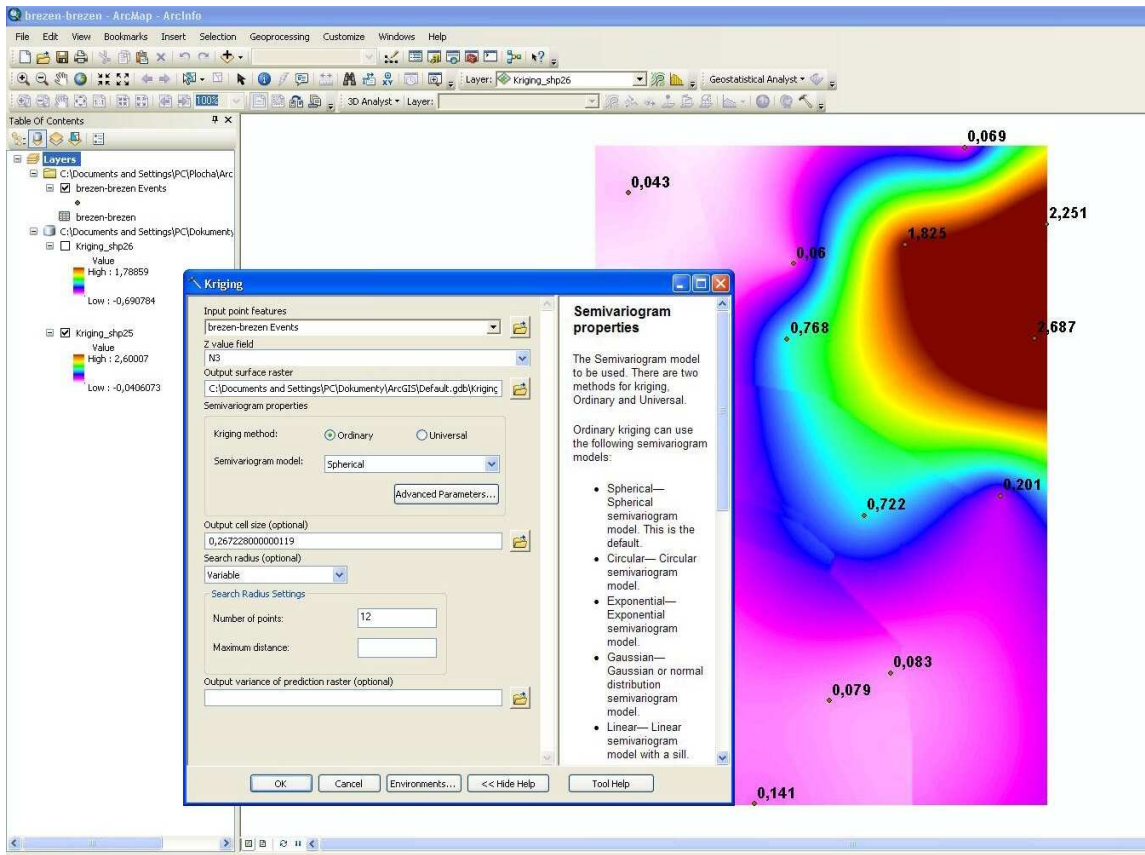 brezen-brezen - ArcMap - ArcInfo
File Edit View Bookmarks Insert Selection Geoprocessing Customize Windows Help
Layer: Kriging_shp26 Geostatistical Analyst
100% 3D Analyst Layer:
Table Of Contents
Layers
C:\Documents and Settings\PC\Plocha\Arc
brezen-brezen Events
brezen-brezen
C:\Documents and Settings\PC\Dokumenty
Kriging_shp26
Value
High : 1,78859
Low : -0,690784
Kriging_shp25
Value
High : 2,60007
Low : -0,0406073
Kriging
Input point features
brezen-brezen Events
Z value field
N3
Output surface raster
C:\Documents and Settings\PC\Dokumenty\ArcGIS\Default.gdb\Kriging
Semivariogram properties
Kriging method: Ordinary Universal
Semivariogram model: Spherical
Advanced Parameters...
Output cell size (optional)
0,267228000000119
Search radius (optional)
Variable
Search Radius Settings
Number of points: 12
Maximum distance:
Output variance of prediction raster (optional)
OK Cancel Environments... << Hide Help Tool Help
Semivariogram
properties
The Semivariogram model
to be used. There are two
methods for kriging,
Ordinary and Universal.
Ordinary kriging can use
the following semivariogram
models:
• Spherical—
Spherical
semivariogram
model. This is the
default.
• Circular— Circular
semivariogram
model.
• Exponential—
Exponential
semivariogram
model.
• Gaussian—
Gaussian or normal
distribution
semivariogram
model.
• Linear— Linear
semivariogram
model with a sill.
0,069
0,043
2,251
1,825
0,06
0,768
2,687
0,201
0,722
0,083
0,079
0,141